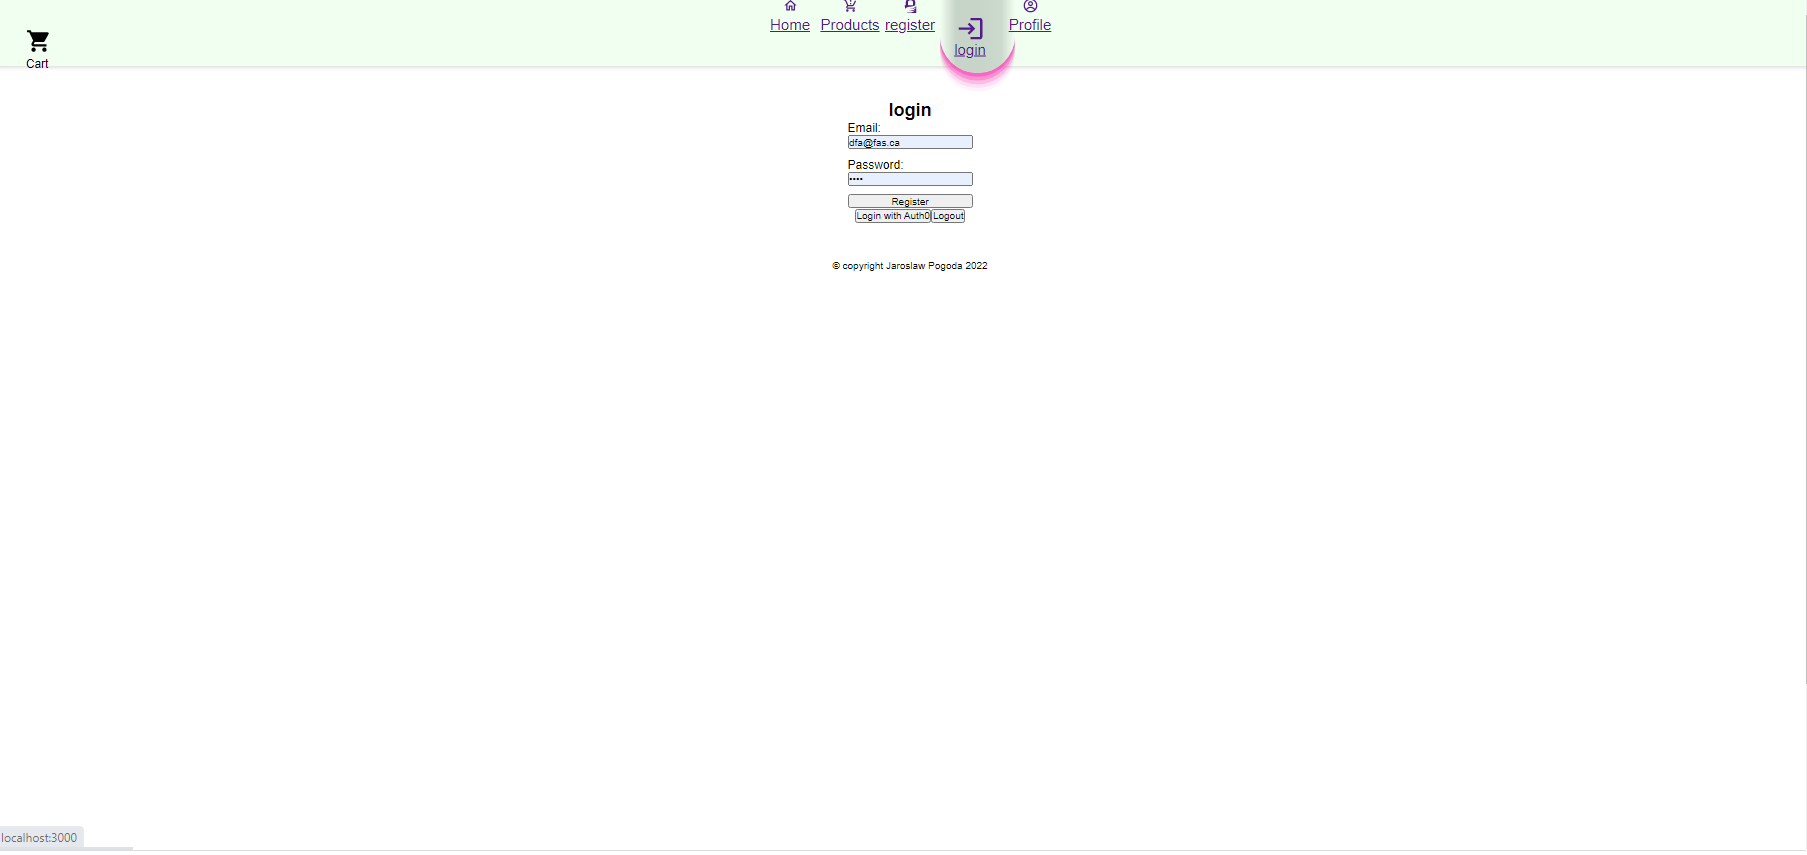 Home Products register Profile
login
Cart
login
Email:
dfa@fas.ca
Password:
••••
Register
Login with Auth0 Logout
© copyright Jaroslaw Pogoda 2022
localhost:3000